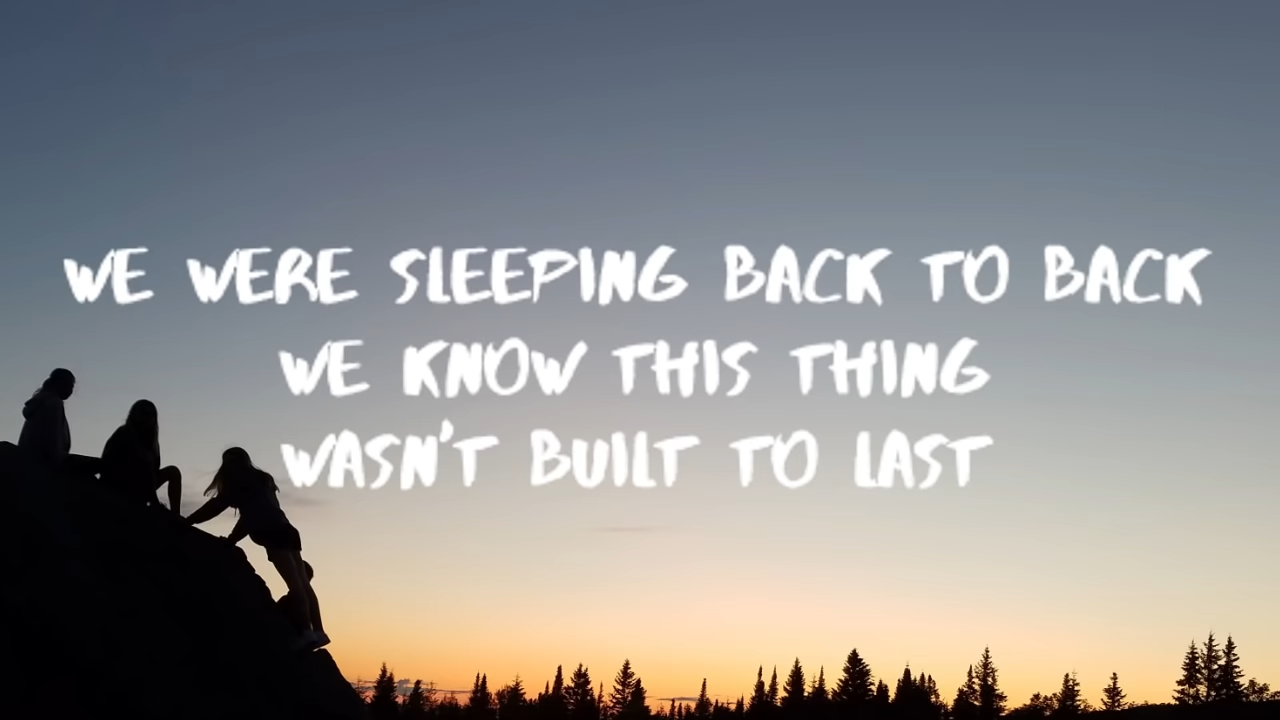 WE WERE SLEEPING BACK TO BACK
WE KNOW THIS THING
WASN'T BUILT TO LAST